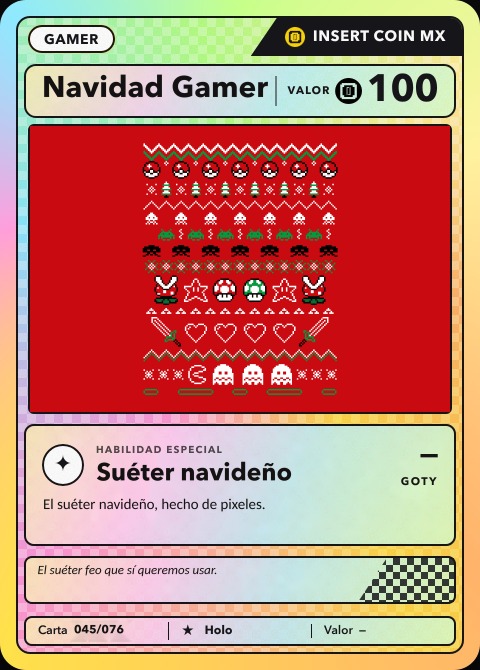 GAMER
INSERT COIN MX
Navidad Gamer
VALOR 100
HABILIDAD ESPECIAL
Suéter navideño
—
GOTY
El suéter navideño, hecho de pixeles.
El suéter feo que sí queremos usar.
Carta 045/076 ★ Holo Valor —